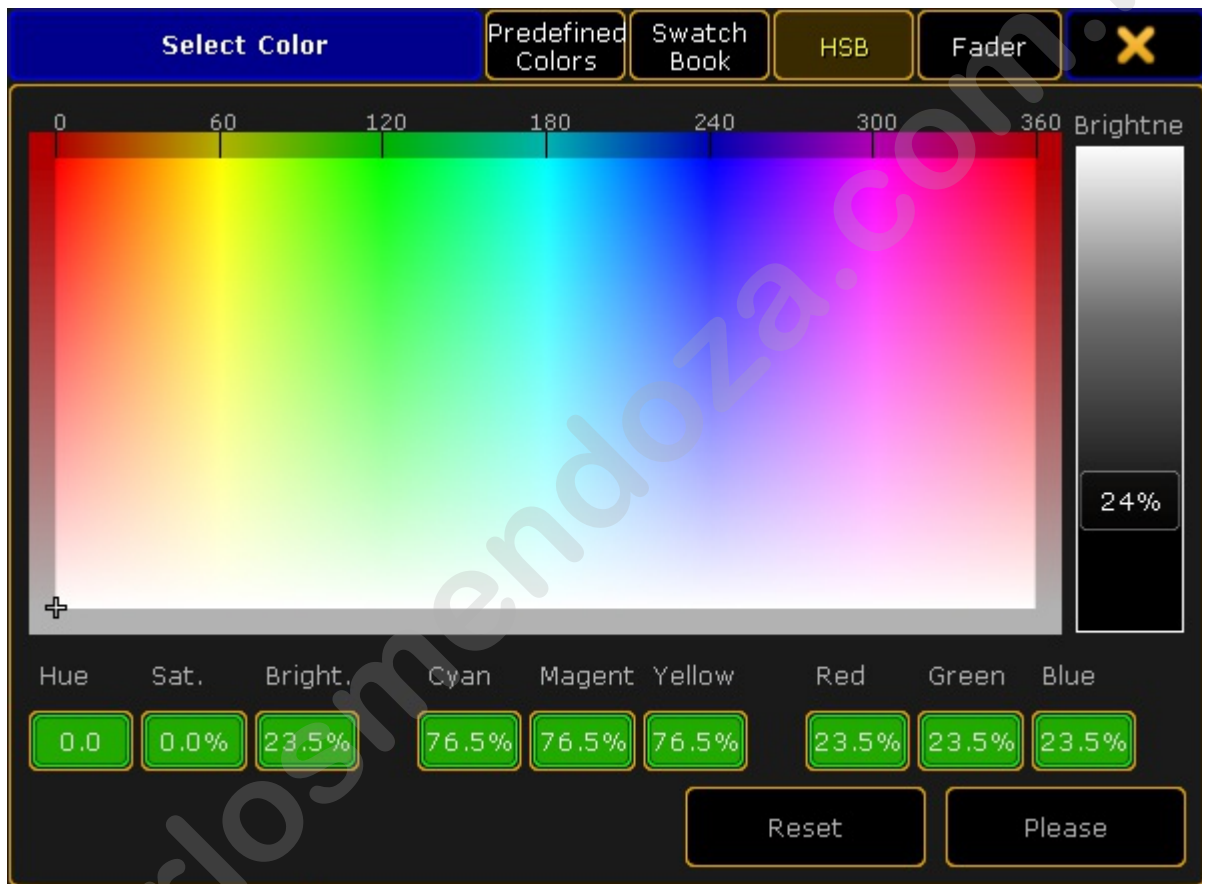 Select Color
Predefined Colors
Swatch Book
HSB
Fader
0 60 120 180 240 300 360
Brightne
24%
Hue Sat. Bright. Cyan Magent Yellow Red Green Blue
0.0 0.0% 23.5% 76.5% 76.5% 76.5% 23.5% 23.5% 23.5%
Reset Please
rlosmendoza.com.